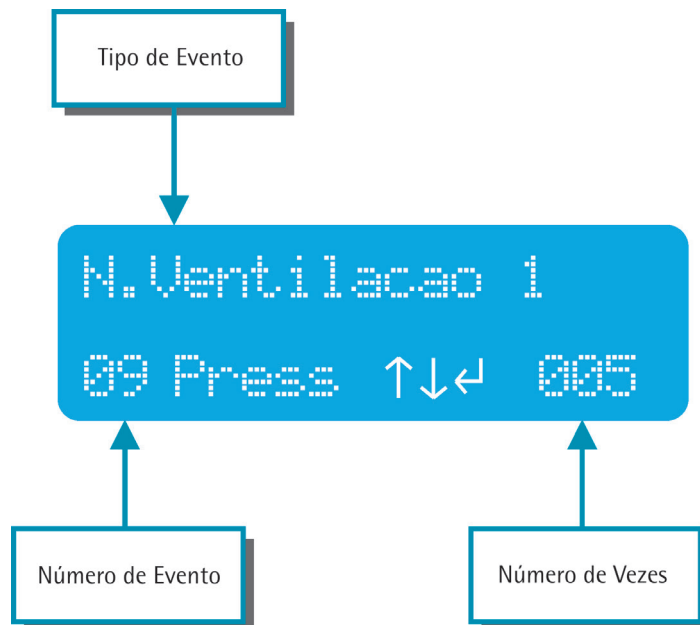 Tipo de Evento
N.Ventilacao 1
09 Press ↑↓↵ 005
Número de Evento
Número de Vezes